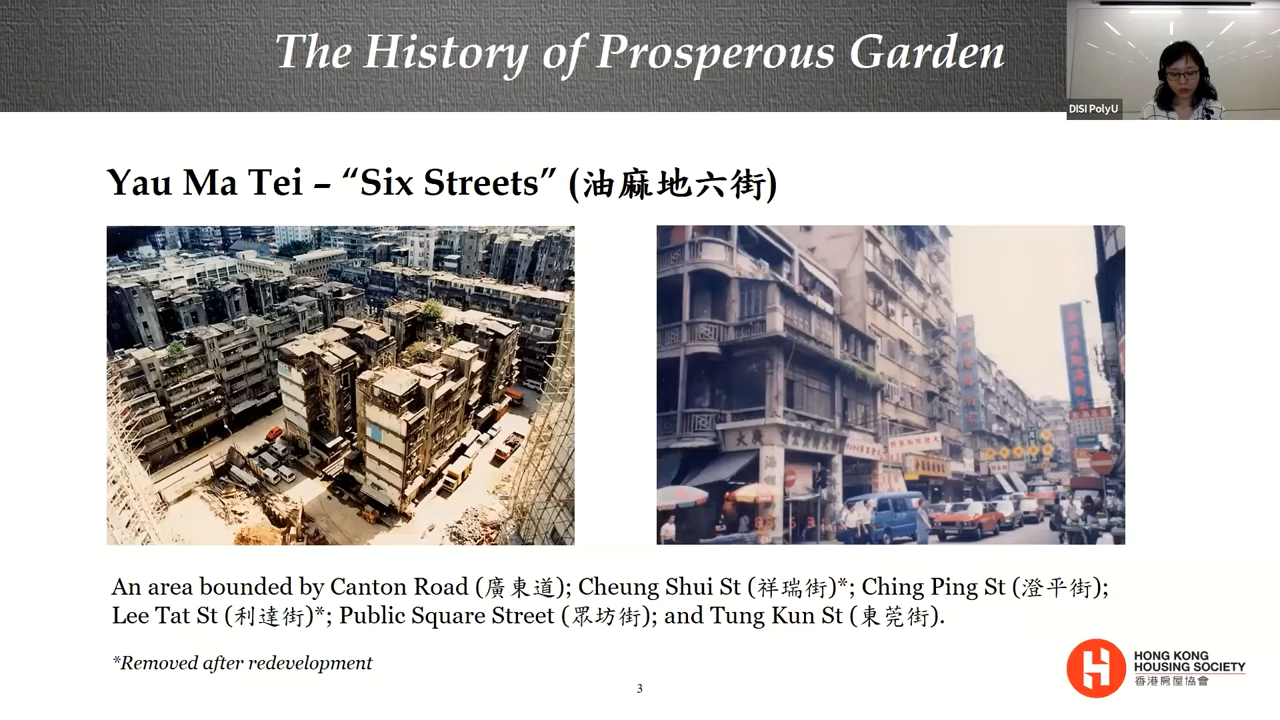 The History of Prosperous Garden
DISI PolyU
Yau Ma Tei – “Six Streets” (油麻地六街)
An area bounded by Canton Road (廣東道); Cheung Shui St (祥瑞街)*; Ching Ping St (澄平街);
Lee Tat St (利達街)*; Public Square Street (眾坊街); and Tung Kun St (東莞街).
*Removed after redevelopment
3
HONG KONG
HOUSING SOCIETY
香港房屋協會